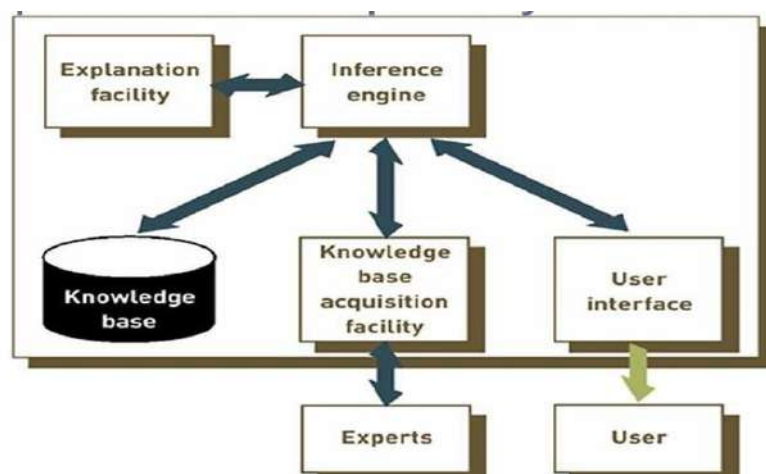 Explanation
facility
Inference
engine
Knowledge
base
Knowledge
base
acquisition
facility
User
interface
Experts
User